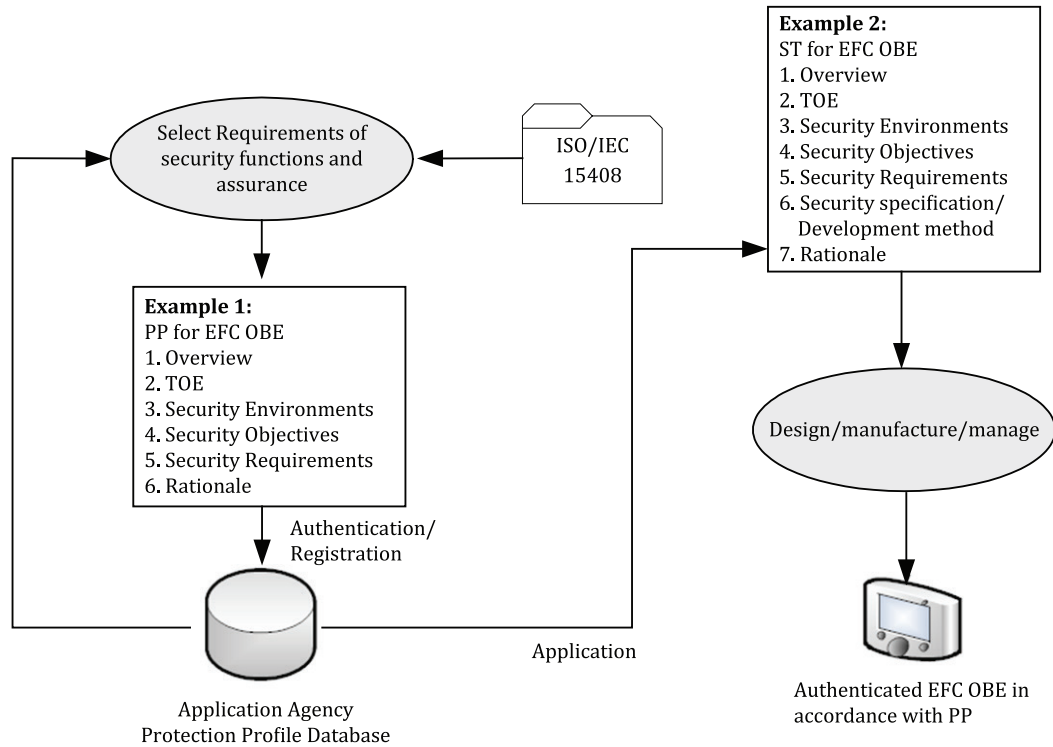 Select Requirements of
security functions and
assurance
ISO/IEC
15408
Example 1:
PP for EFC OBE
1. Overview
2. TOE
3. Security Environments
4. Security Objectives
5. Security Requirements
6. Rationale
Authentication/
Registration
Application Agency
Protection Profile Database
Application
Example 2:
ST for EFC OBE
1. Overview
2. TOE
3. Security Environments
4. Security Objectives
5. Security Requirements
6. Security specification/
Development method
7. Rationale
Design/manufacture/manage
Authenticated EFC OBE in
accordance with PP